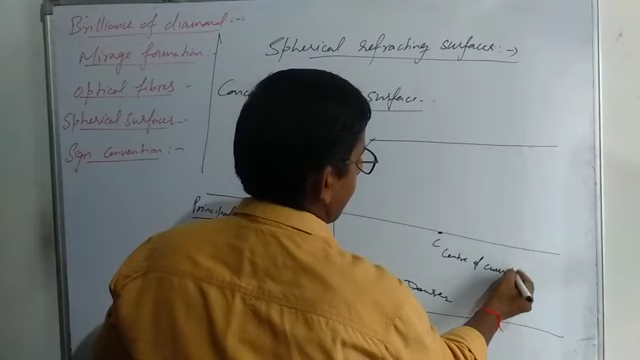 Brilliance of diamond :-
Mirage formation :-
Optical fibres :-
Spherical surfaces :-
Sign convention :-
Spherical refracting surfaces :->
Conc surface ..
Principal
C
Centre of curv
Denser